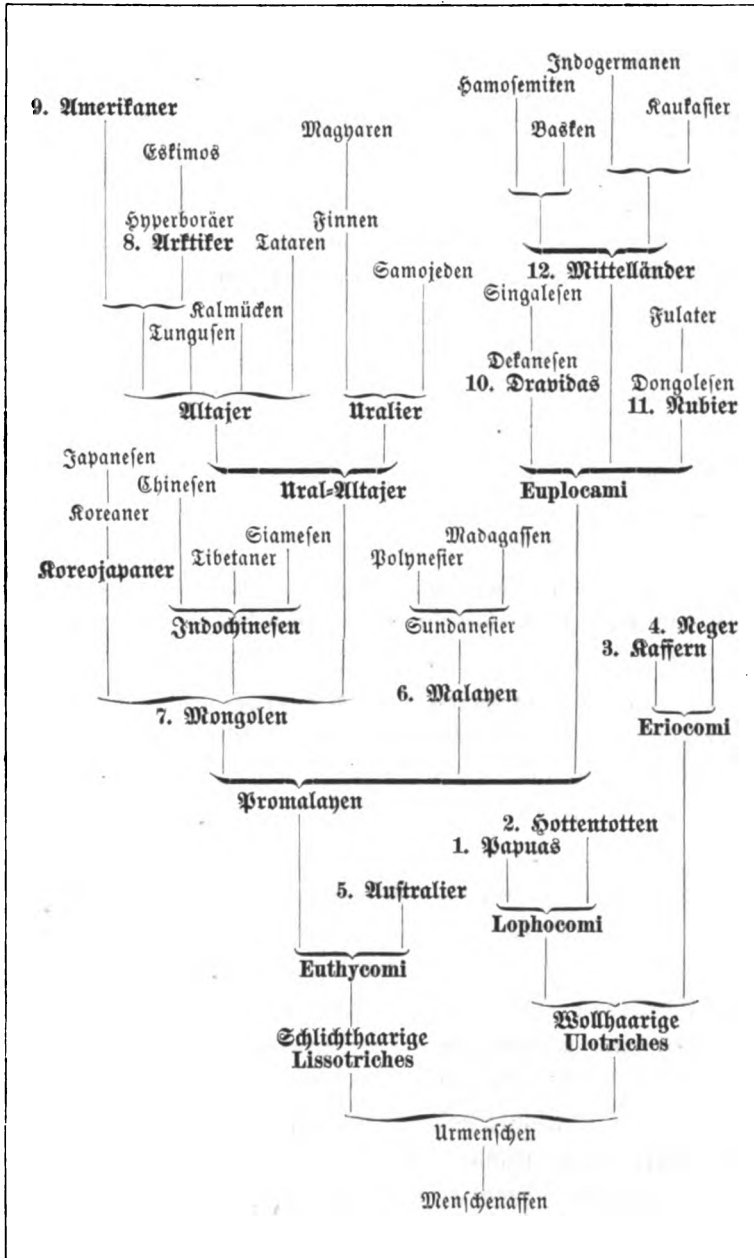 Indogermanen
Hamosemiten
9. Amerikaner
Kaukasier
Magyaren
Basken
Eskimos
Hyperboräer
8. Arktiker
Tataren
Finnen
12. Mittelländer
Samojeden
Singalesen
Kalmücken
Tungusen
Fulater
Dekanesen
10. Dravidas
Dongolesen
11. Nubier
Altajer
Uralier
Japanesen
Chinesen
Ural-Altajer
Euplocami
Koreaner
Siamesen
Madagassen
Tibetaner
Polynesier
Koreojapaner
Indochinesen
Sundanesier
4. Neger
3. Kaffern
6. Malayen
7. Mongolen
Eriocomi
Promalayen
2. Hottentotten
1. Papuas
5. Australier
Lophocomi
Euthycomi
Schlichthaarige
Lissotriches
Wollhaarige
Ulotriches
Urmenschen
Menschenaffen